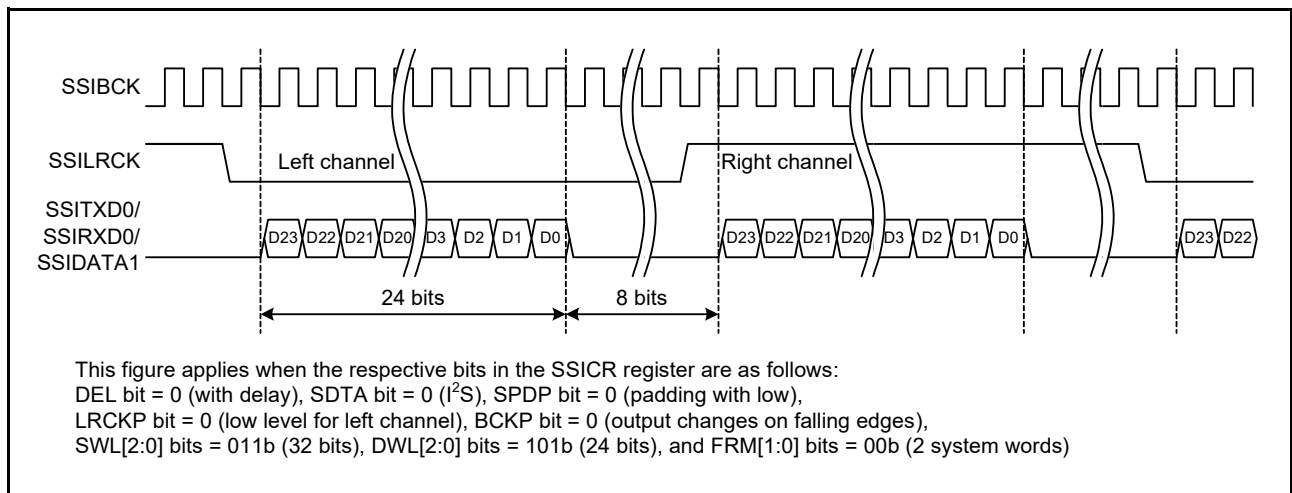 SSIBCK
SSILRCK
Left channel
Right channel
SSITXD0/
SSIRXD0/
SSIDATA1
D23 D22 D21 D20 D3 D2 D1 D0 D23 D22 D21 D20 D3 D2 D1 D0 D23 D22
24 bits
8 bits
This figure applies when the respective bits in the SSICR register are as follows:
DEL bit = 0 (with delay), SDTA bit = 0 (I²S), SPDP bit = 0 (padding with low),
LRCKP bit = 0 (low level for left channel), BCKP bit = 0 (output changes on falling edges),
SWL[2:0] bits = 011b (32 bits), DWL[2:0] bits = 101b (24 bits), and FRM[1:0] bits = 00b (2 system words)